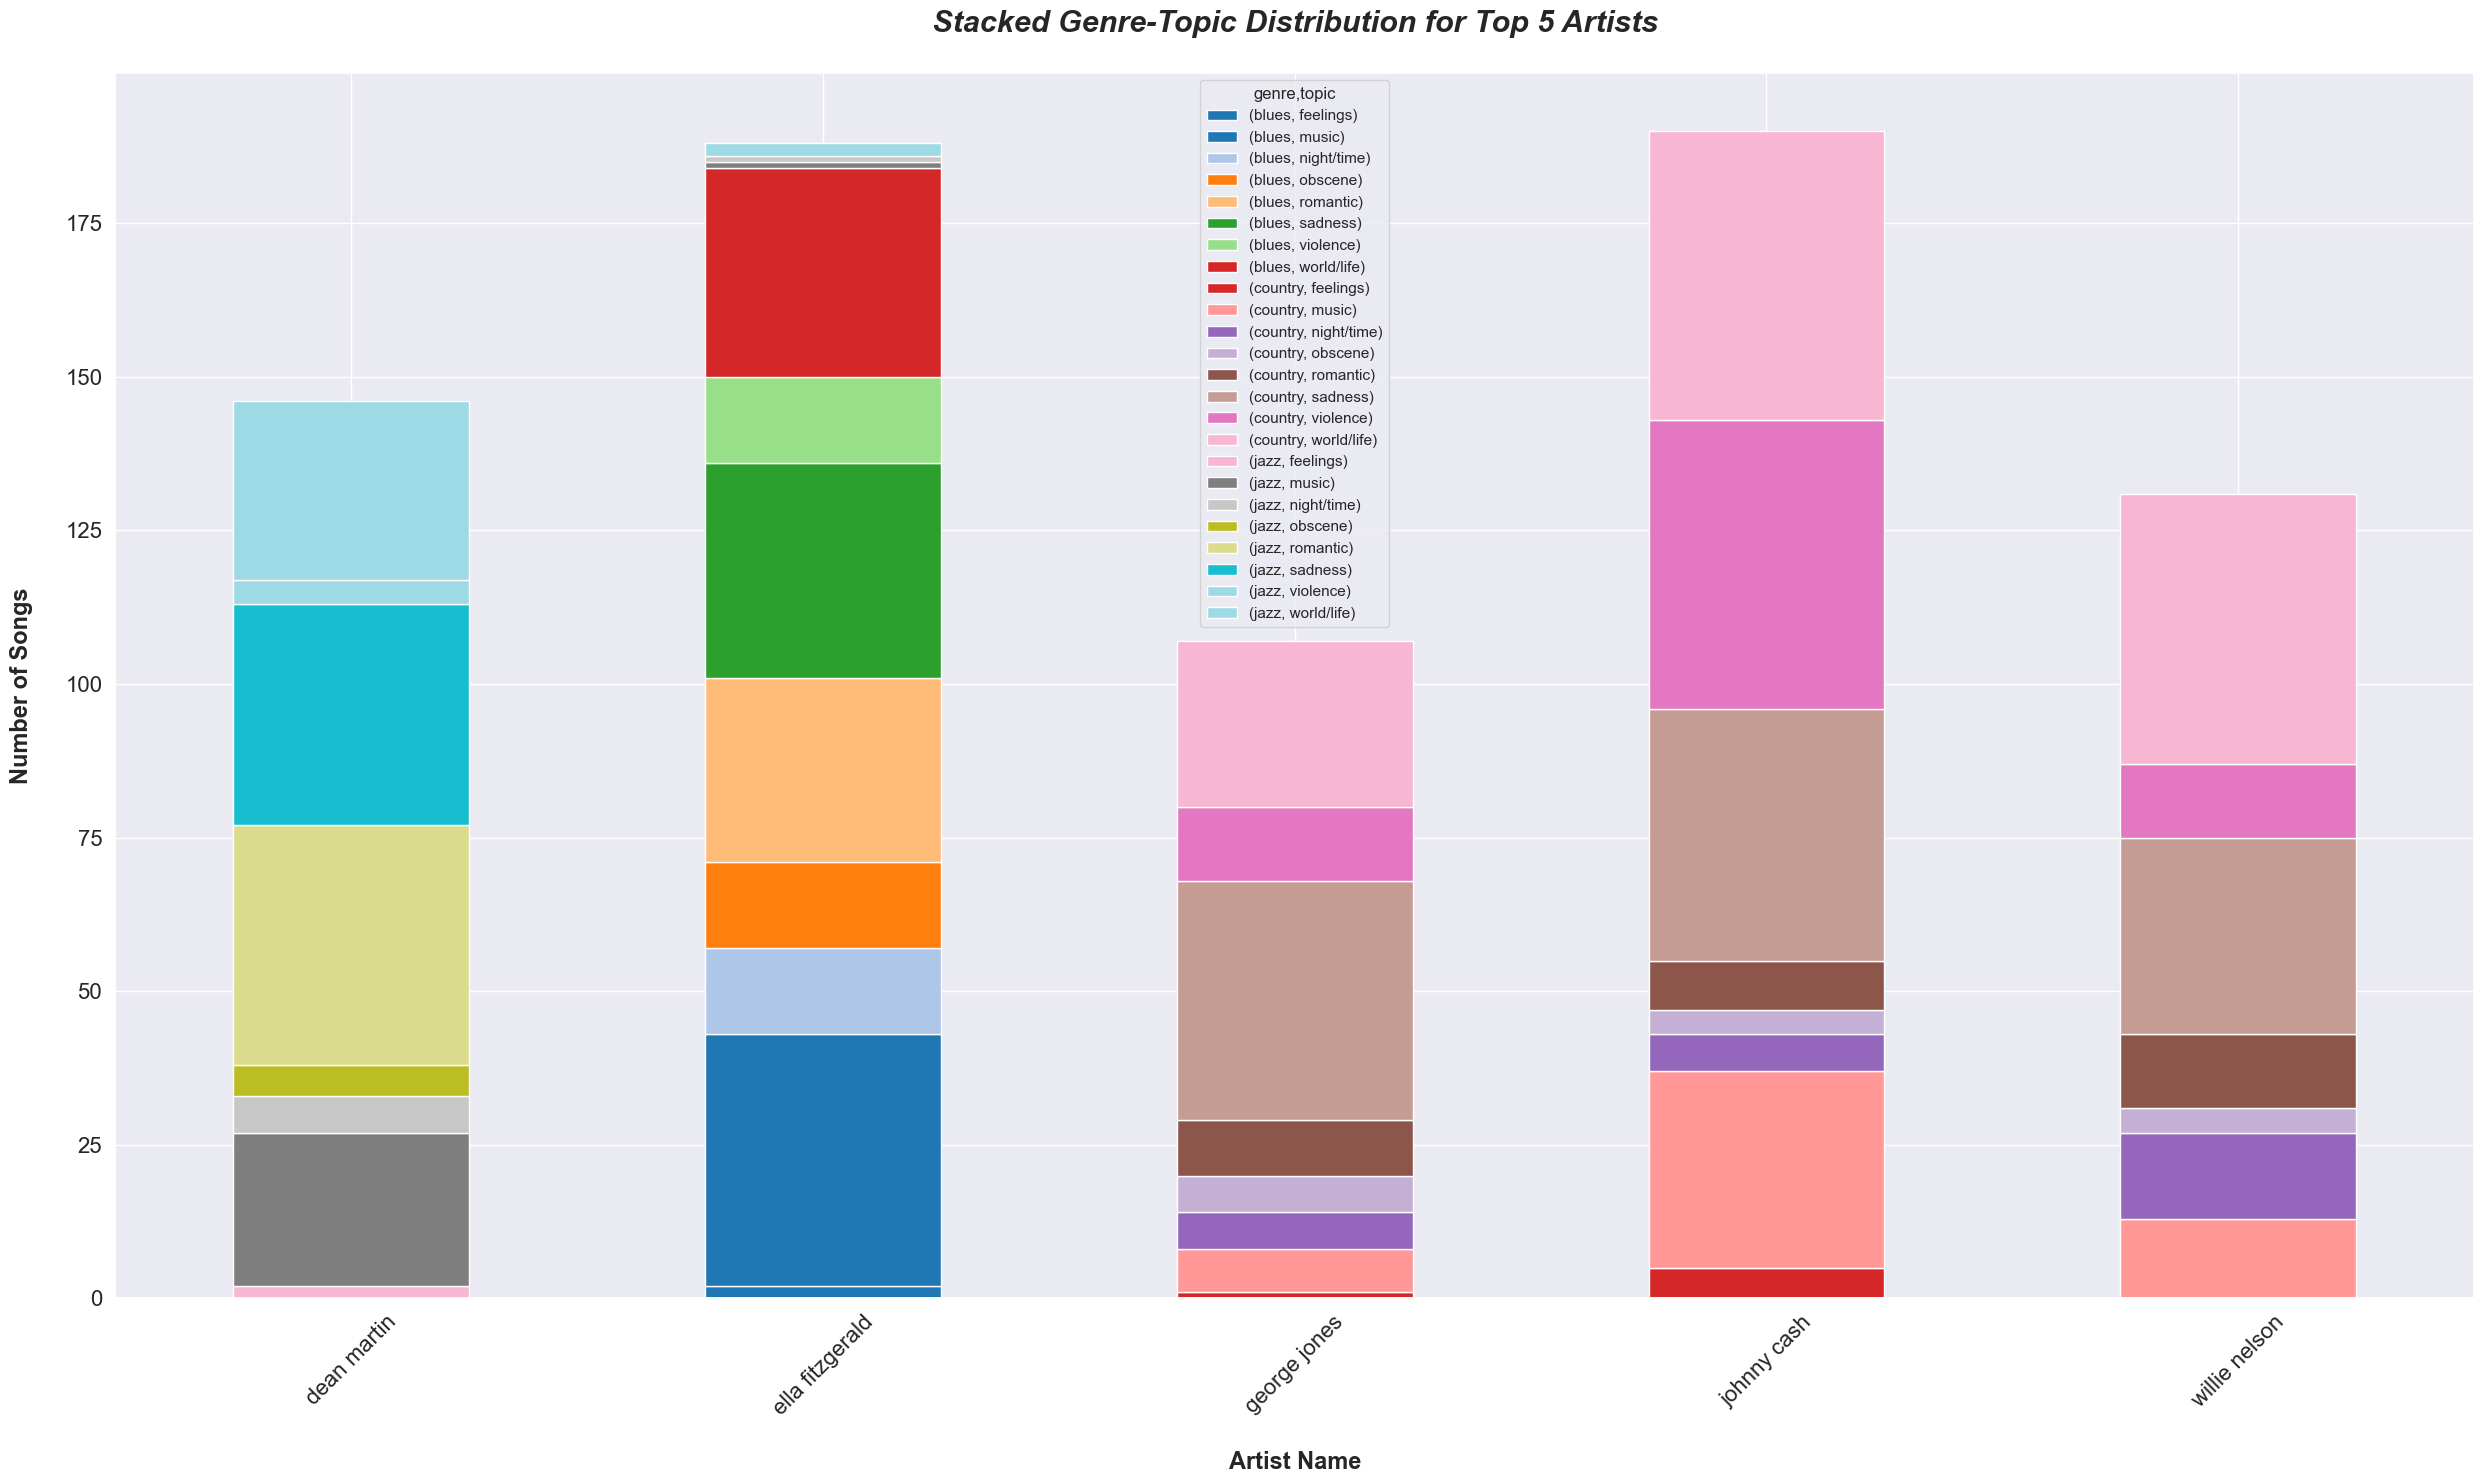 Stacked Genre-Topic Distribution for Top 5 Artists
genre,topic
(blues, feelings)
(blues, music)
(blues, night/time)
(blues, obscene)
(blues, romantic)
(blues, sadness)
(blues, violence)
(blues, world/life)
(country, feelings)
(country, music)
(country, night/time)
(country, obscene)
(country, romantic)
(country, sadness)
(country, violence)
(country, world/life)
(jazz, feelings)
(jazz, music)
(jazz, night/time)
(jazz, obscene)
(jazz, romantic)
(jazz, sadness)
(jazz, violence)
(jazz, world/life)
175
150
125
100
75
50
25
0
Number of Songs
dean martin
ella fitzgerald
george jones
johnny cash
willie nelson
Artist Name